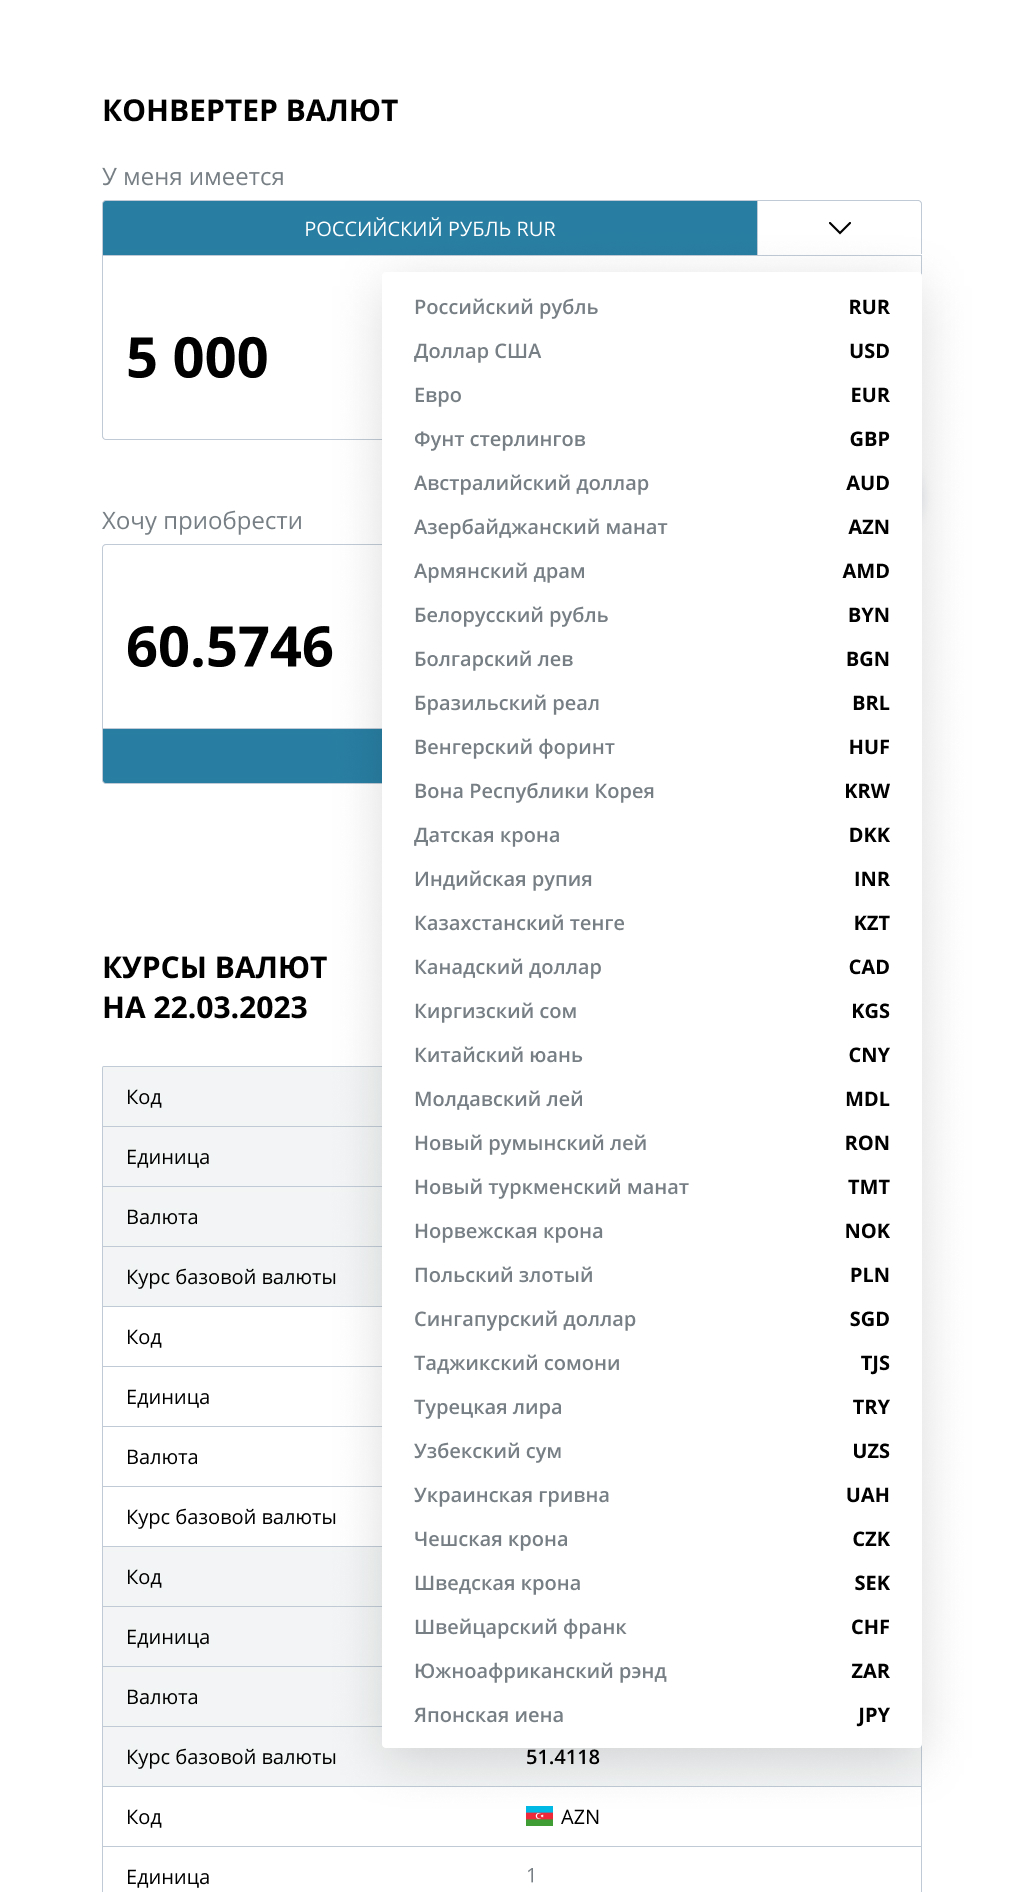 КОНВЕРТЕР ВАЛЮТ
У меня имеется
РОССИЙСКИЙ РУБЛЬ RUR
5 000
Российский рубль RUR
Доллар США USD
Евро EUR
Фунт стерлингов GBP
Австралийский доллар AUD
Азербайджанский манат AZN
Армянский драм AMD
Белорусский рубль BYN
Болгарский лев BGN
Бразильский реал BRL
Венгерский форинт HUF
Вона Республики Корея KRW
Датская крона DKK
Индийская рупия INR
Казахстанский тенге KZT
Канадский доллар CAD
Киргизский сом KGS
Китайский юань CNY
Молдавский лей MDL
Новый румынский лей RON
Новый туркменский манат TMT
Норвежская крона NOK
Польский злотый PLN
Сингапурский доллар SGD
Таджикский сомони TJS
Турецкая лира TRY
Узбекский сум UZS
Украинская гривна UAH
Чешская крона CZK
Шведская крона SEK
Швейцарский франк CHF
Южноафриканский рэнд ZAR
Японская иена JPY
Хочу приобрести
60.5746
КУРСЫ ВАЛЮТ
НА 22.03.2023
Код
Единица
Валюта
Курс базовой валюты
Код
Единица
Валюта
Курс базовой валюты
Код
Единица
Валюта
Курс базовой валюты 51.4118
Код AZN
Единица 1